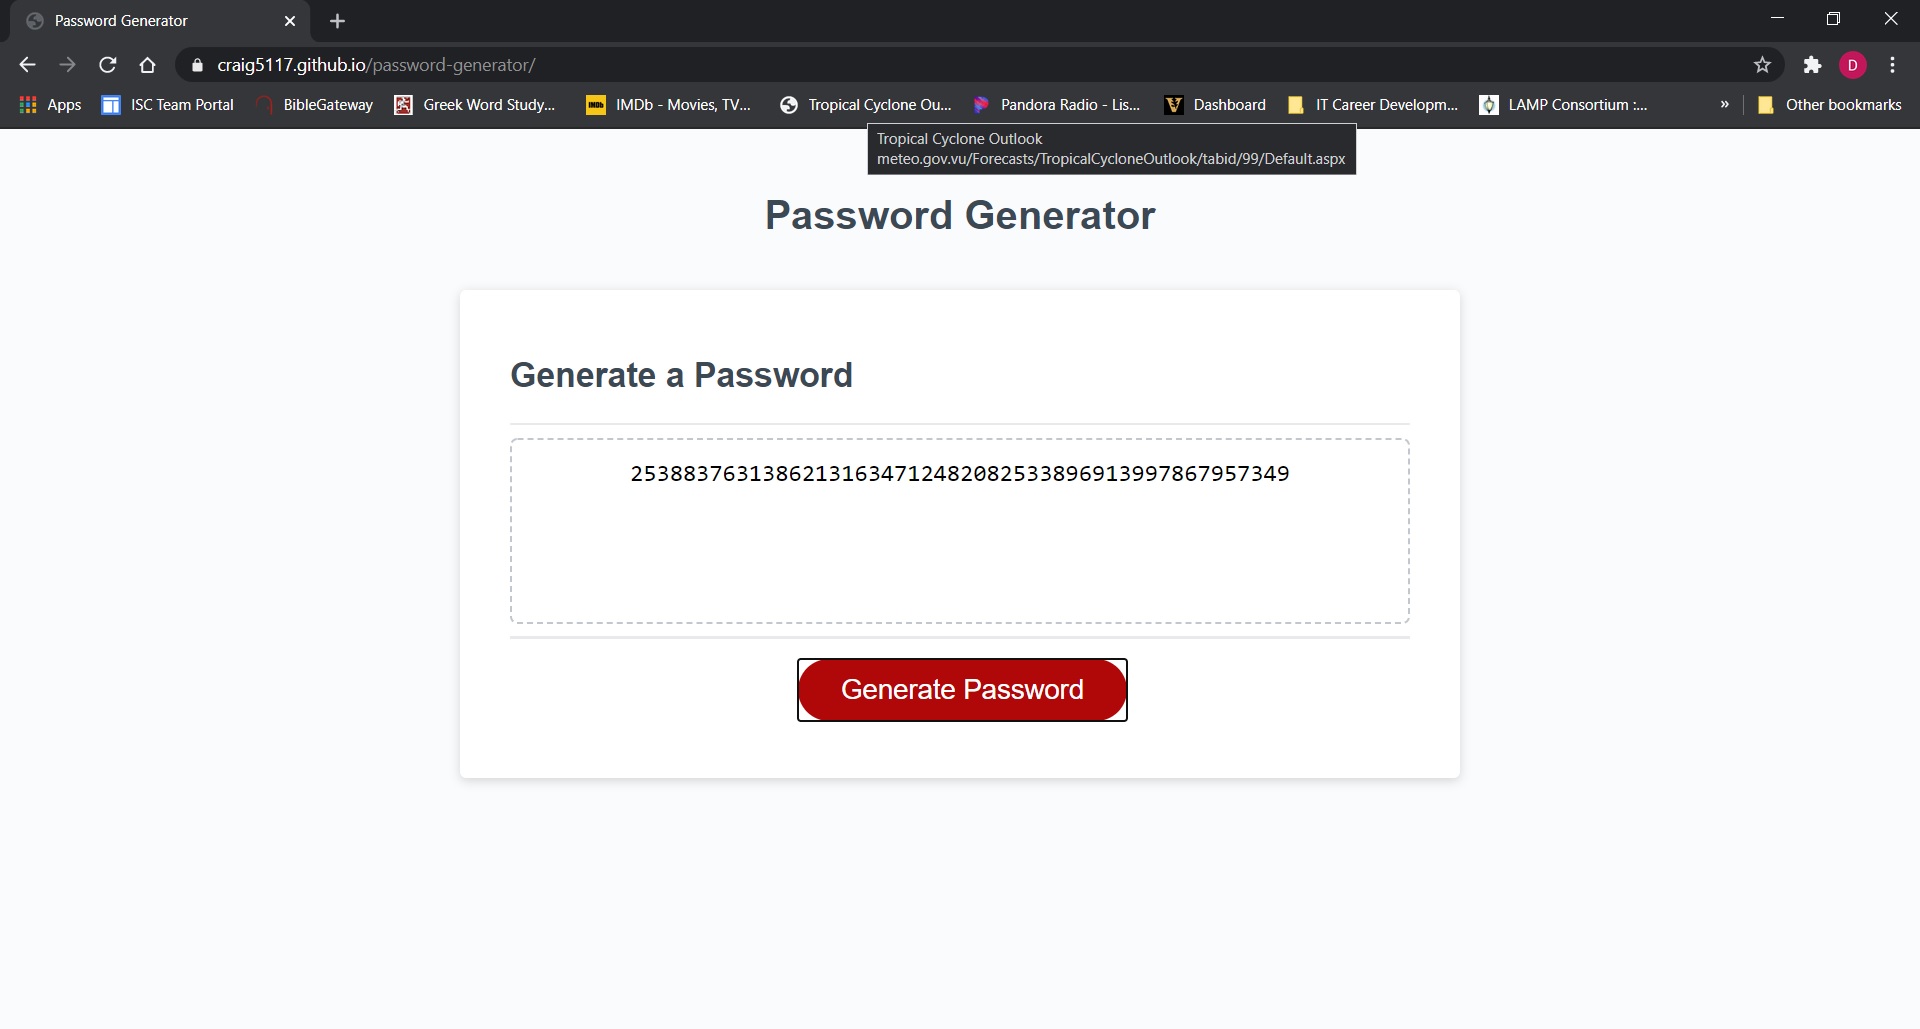 Password Generator
craig5117.github.io/password-generator/
D
Apps
ISC Team Portal
BibleGateway
Greek Word Study...
IMDb - Movies, TV...
Tropical Cyclone Ou...
Pandora Radio - Lis...
Dashboard
IT Career Developm...
LAMP Consortium :...
»
Other bookmarks
Tropical Cyclone Outlook
meteo.gov.vu/Forecasts/TropicalCycloneOutlook/tabid/99/Default.aspx
Password Generator
Generate a Password
25388376313862131634712482082533896913997867957349
Generate Password